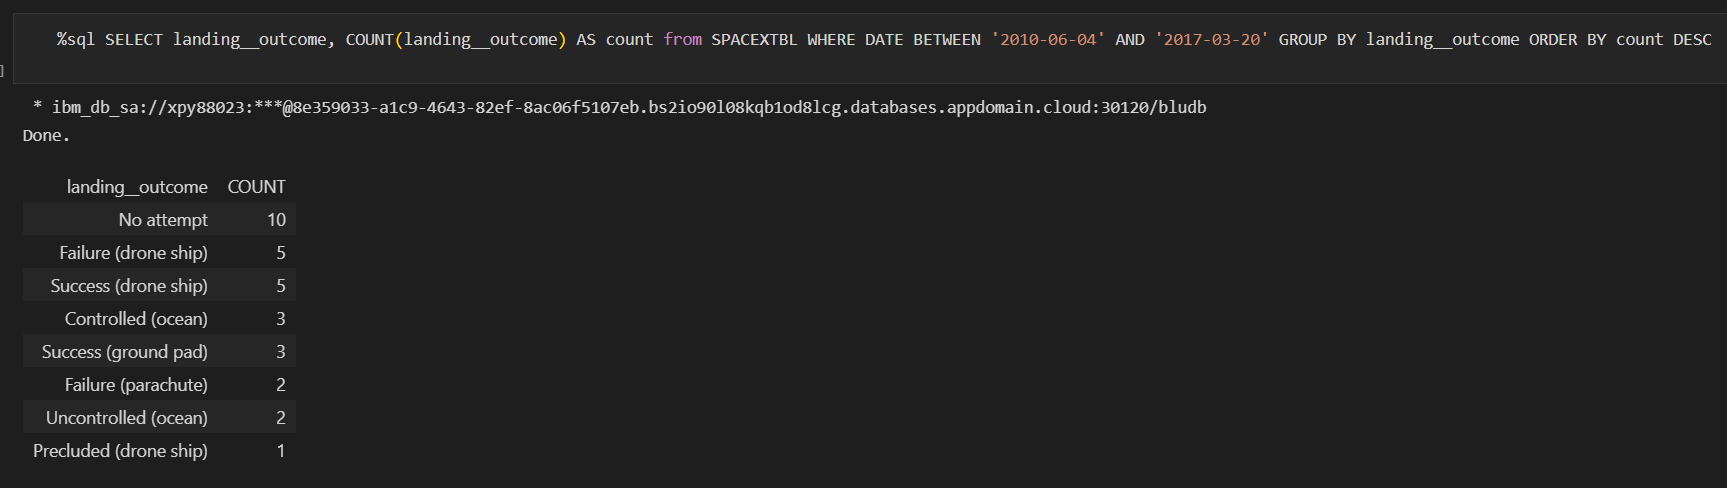 %sql SELECT landing__outcome, COUNT(landing__outcome) AS count from SPACEXTBL WHERE DATE BETWEEN '2010-06-04' AND '2017-03-20' GROUP BY landing__outcome ORDER BY count DESC
]
* ibm_db_sa://xpy88023:***@8e359033-a1c9-4643-82ef-8ac06f5107eb.bs2io90l08kqb1od8lcg.databases.appdomain.cloud:30120/bludb
Done.
landing__outcome COUNT
No attempt 10
Failure (drone ship) 5
Success (drone ship) 5
Controlled (ocean) 3
Success (ground pad) 3
Failure (parachute) 2
Uncontrolled (ocean) 2
Precluded (drone ship) 1